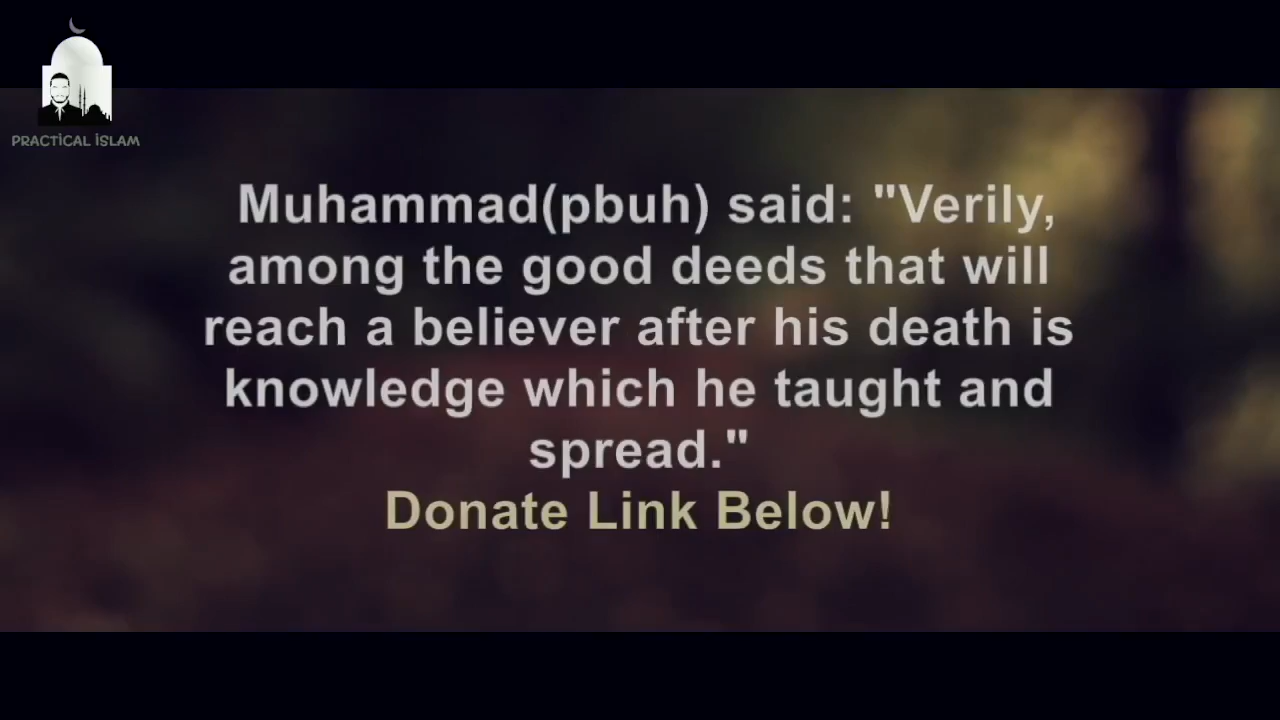 PRACTiCAL iSLAM
Muhammad(pbuh) said: "Verily,
among the good deeds that will
reach a believer after his death is
knowledge which he taught and
spread."
Donate Link Below!